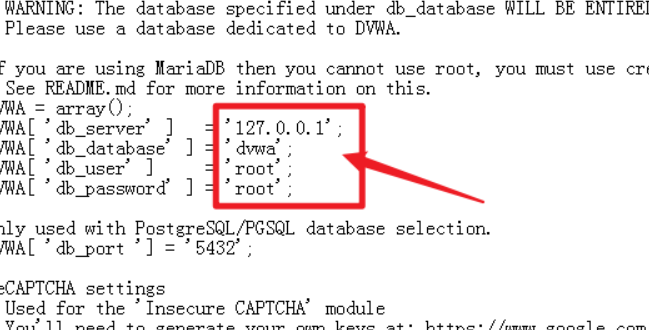 WARNING: The database specified under db_database WILL BE ENTIREL
Please use a database dedicated to DVWA.
f you are using MariaDB then you cannot use root, you must use cre
See README.md for more information on this.
VWA = array();
VWA[ 'db_server' ] = '127.0.0.1';
VWA[ 'db_database' ] = 'dvwa';
VWA[ 'db_user' ] = 'root';
VWA[ 'db_password' ] = 'root';
nly used with PostgreSQL/PGSQL database selection.
VWA[ 'db_port '] = '5432';
eCAPTCHA settings
Used for the 'Insecure CAPTCHA' module
You'll need to generate your own keys at: https://www.google.com